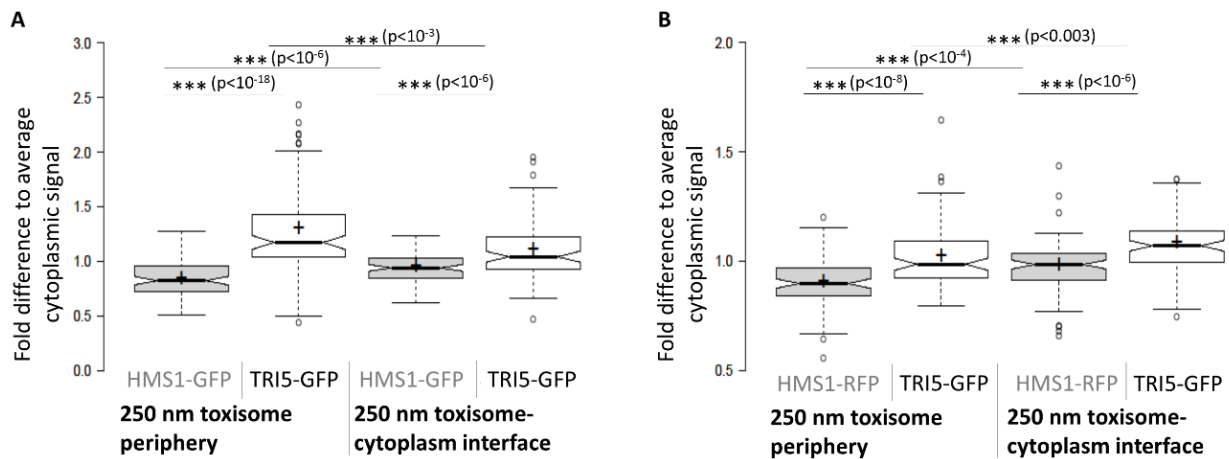 A
Fold difference to average
cytoplasmic signal
3.0
2.5
2.0
1.5
1.0
0.5
0.0
*** (p<10-3)
*** (p<10-6)
*** (p<10-18)
*** (p<10-6)
HMS1-GFP
TRI5-GFP
HMS1-GFP
TRI5-GFP
250 nm toxisome
periphery
250 nm toxisome-
cytoplasm interface
B
Fold difference to average
cytoplasmic signal
2.0
1.5
1.0
0.5
*** (p<0.003)
*** (p<10-4)
*** (p<10-8)
*** (p<10-6)
HMS1-RFP
TRI5-GFP
HMS1-RFP
TRI5-GFP
250 nm toxisome
periphery
250 nm toxisome-
cytoplasm interface